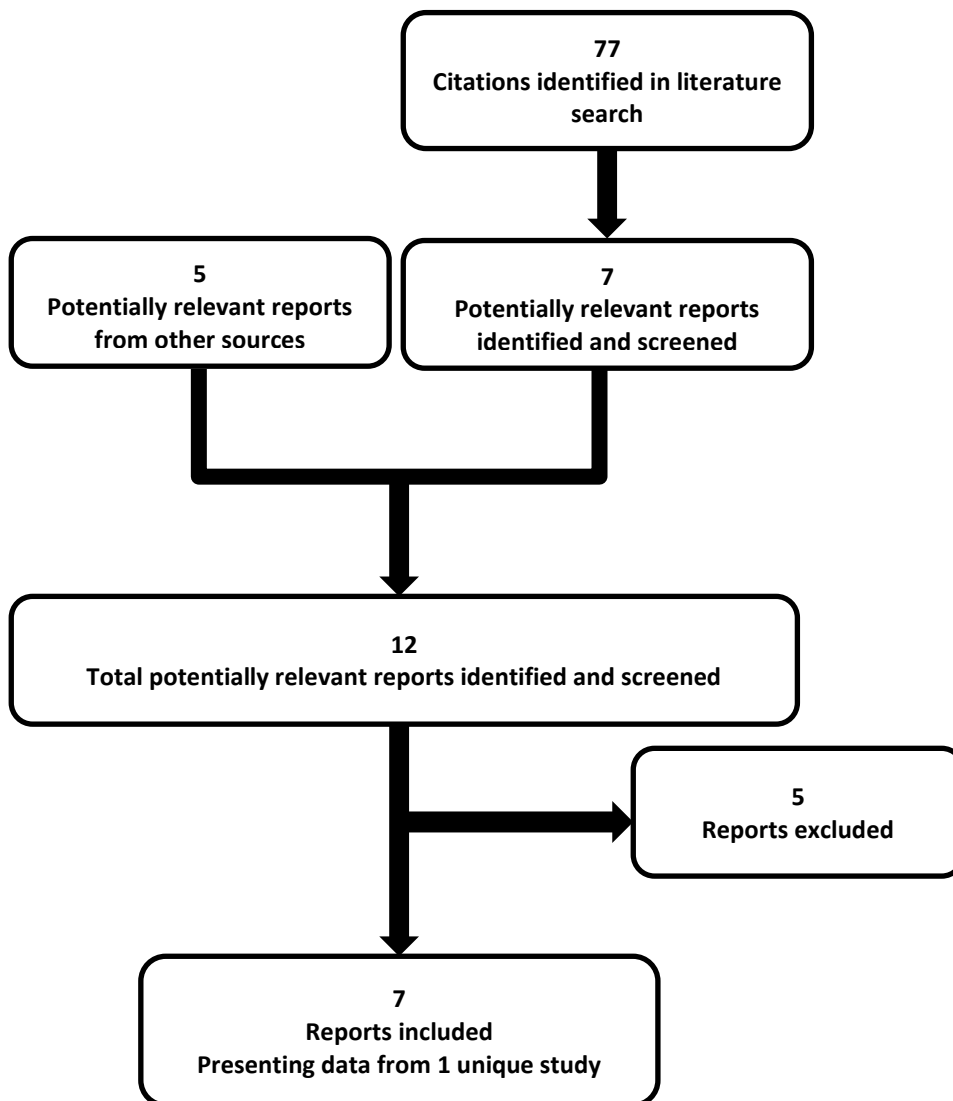 77
Citations identified in literature
search
5
Potentially relevant reports
from other sources
7
Potentially relevant reports
identified and screened
12
Total potentially relevant reports identified and screened
5
Reports excluded
7
Reports included
Presenting data from 1 unique study